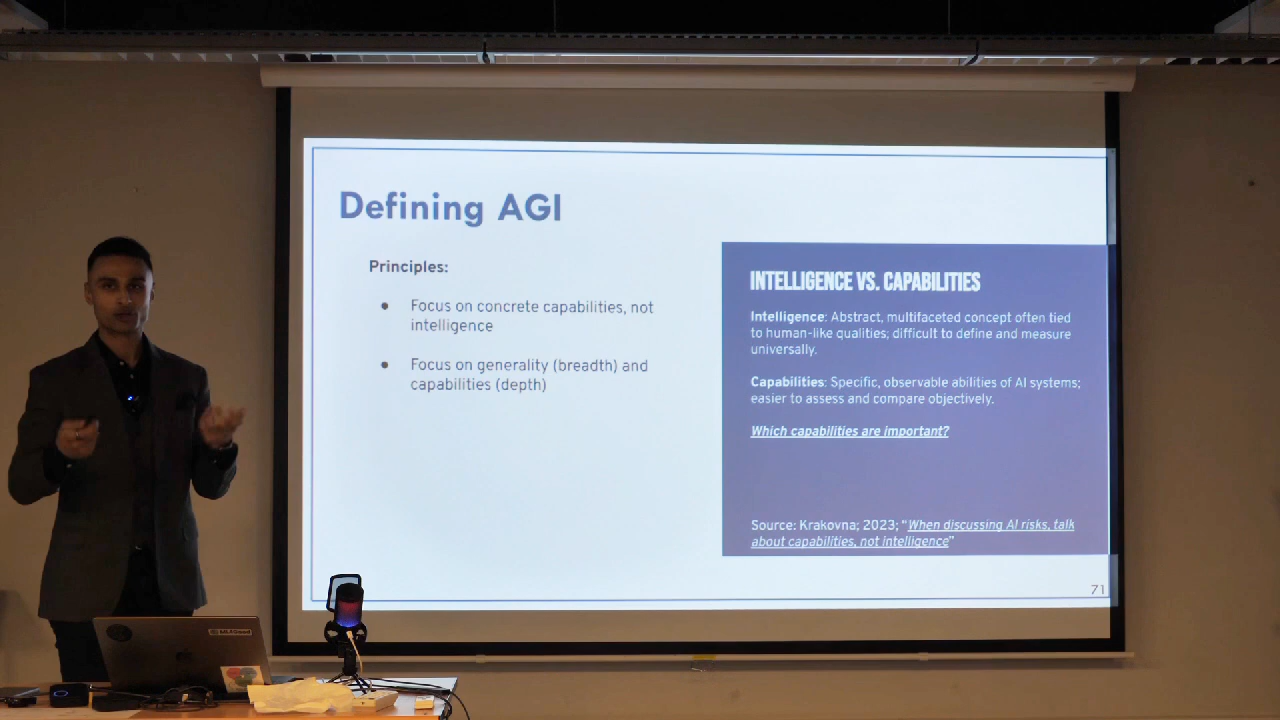 Defining AGI
Principles:
● Focus on concrete capabilities, not
intelligence
● Focus on generality (breadth) and
capabilities (depth)
INTELLIGENCE VS. CAPABILITIES
Intelligence: Abstract, multifaceted concept often tied
to human-like qualities; difficult to define and measure
universally.
Capabilities: Specific, observable abilities of AI systems;
easier to assess and compare objectively.
Which capabilities are important?
Source: Krakovna; 2023; “When discussing AI risks, talk
about capabilities, not intelligence”
71